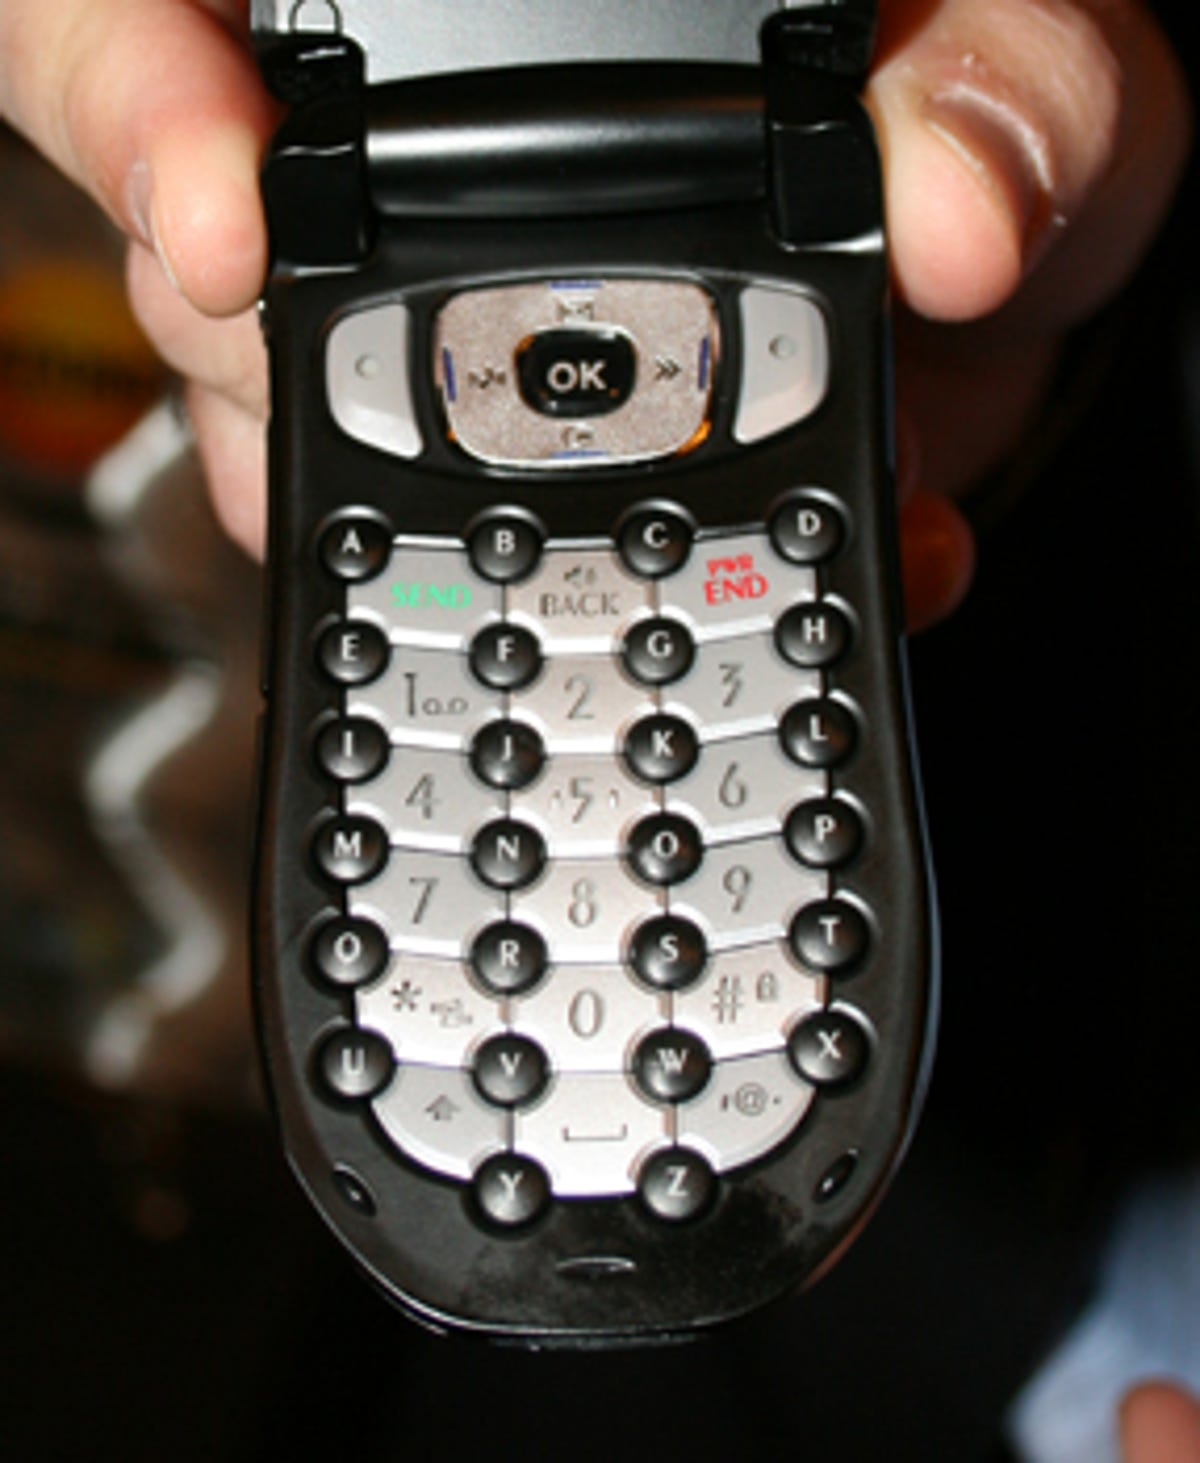 OK
A B C D
SEND BACK PWR END
E F G H
1 2 3
I J K L
4 5 6
M N O P
7 8 9
Q R S T
* 0 #
U V W X
, @ .
Y Z